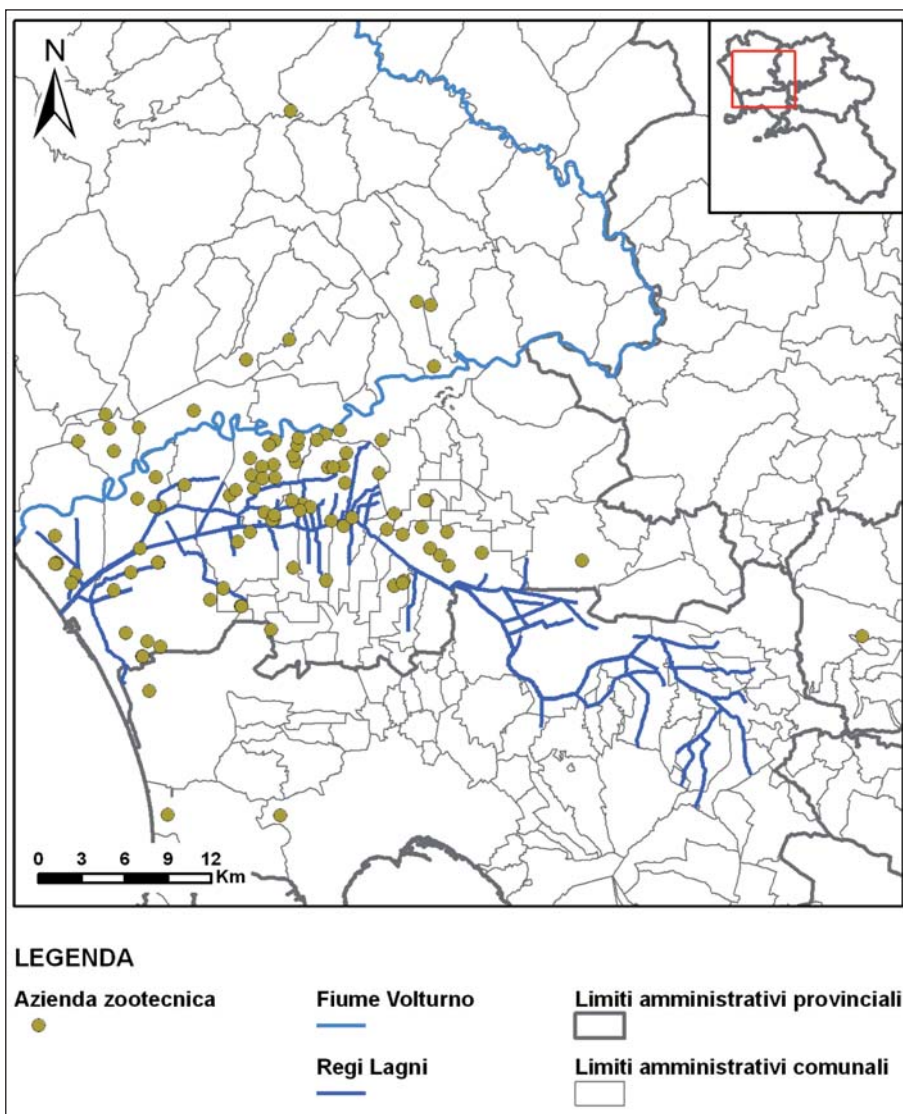 N
0 3 6 9 12
Km
LEGENDA
Azienda zootecnica
Fiume Volturno
Limiti amministrativi provinciali
Regi Lagni
Limiti amministrativi comunali